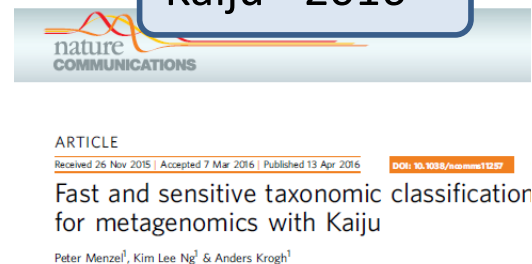 Kaiju 2016
nature
COMMUNICATIONS
ARTICLE
Received 26 Nov 2015 | Accepted 7 Mar 2016 | Published 13 Apr 2016
DOI: 10.1038/ncomms11257
Fast and sensitive taxonomic classification
for metagenomics with Kaiju
Peter Menzel¹, Kim Lee Ng¹ & Anders Krogh¹